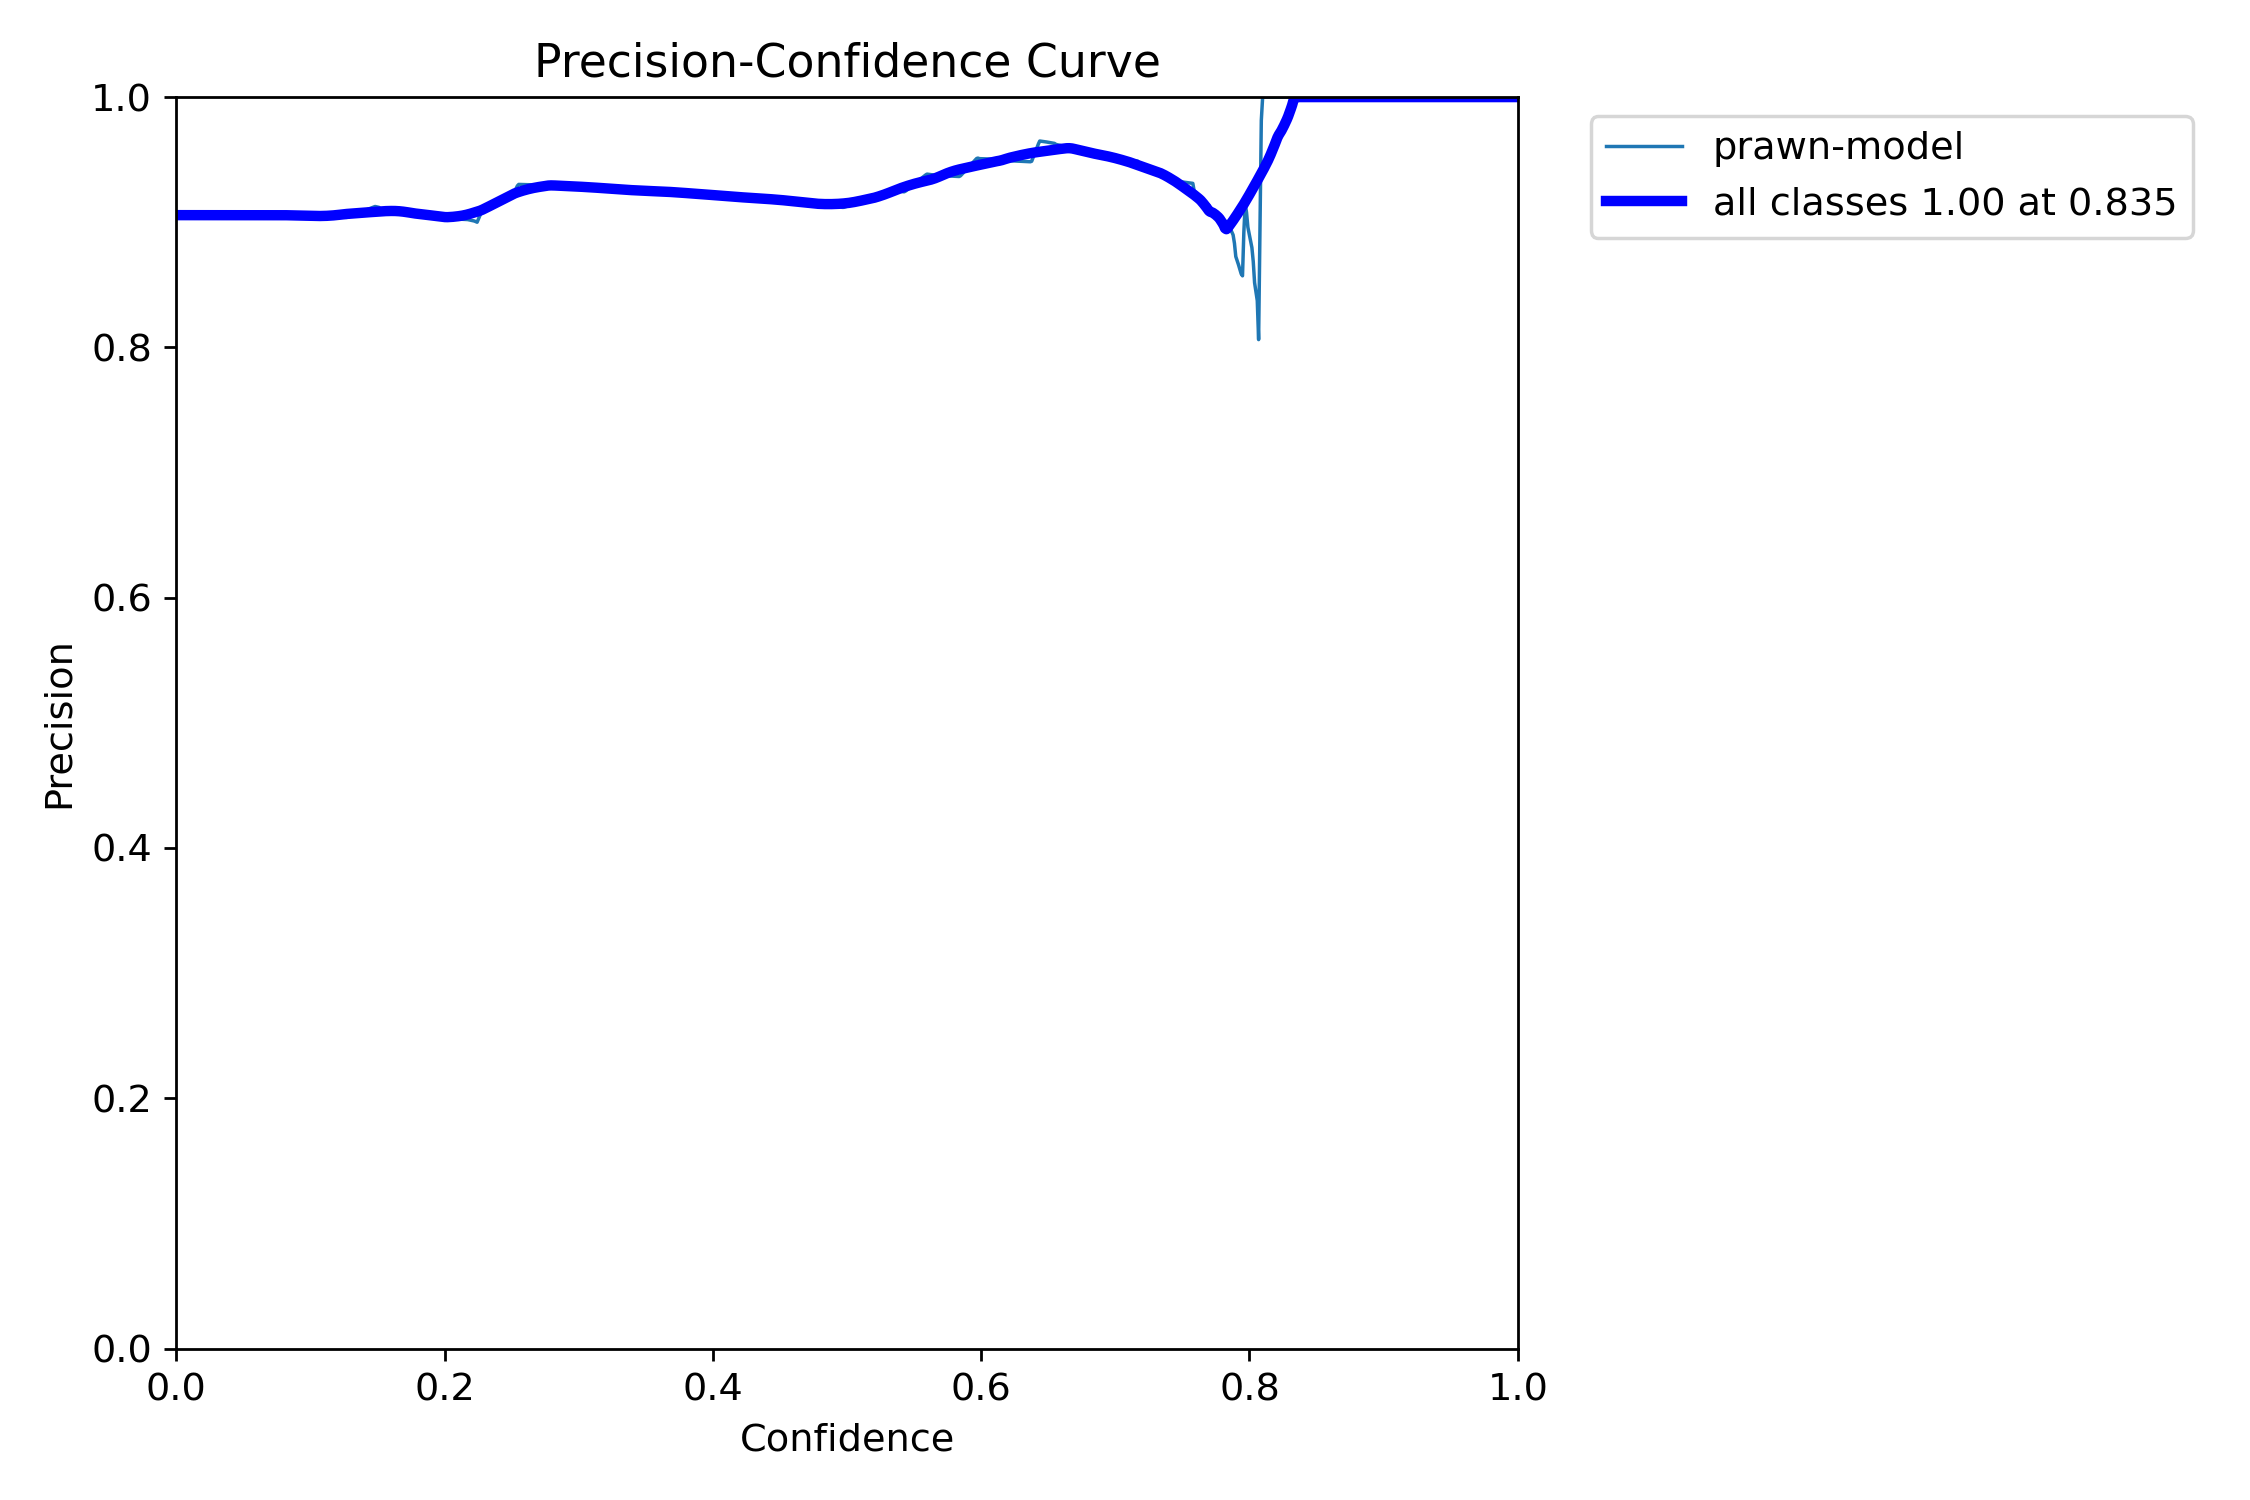 Precision-Confidence Curve
1.0
0.8
0.6
0.4
0.2
0.0
Precision
0.0 0.2 0.4 0.6 0.8 1.0
Confidence
prawn-model
all classes 1.00 at 0.835